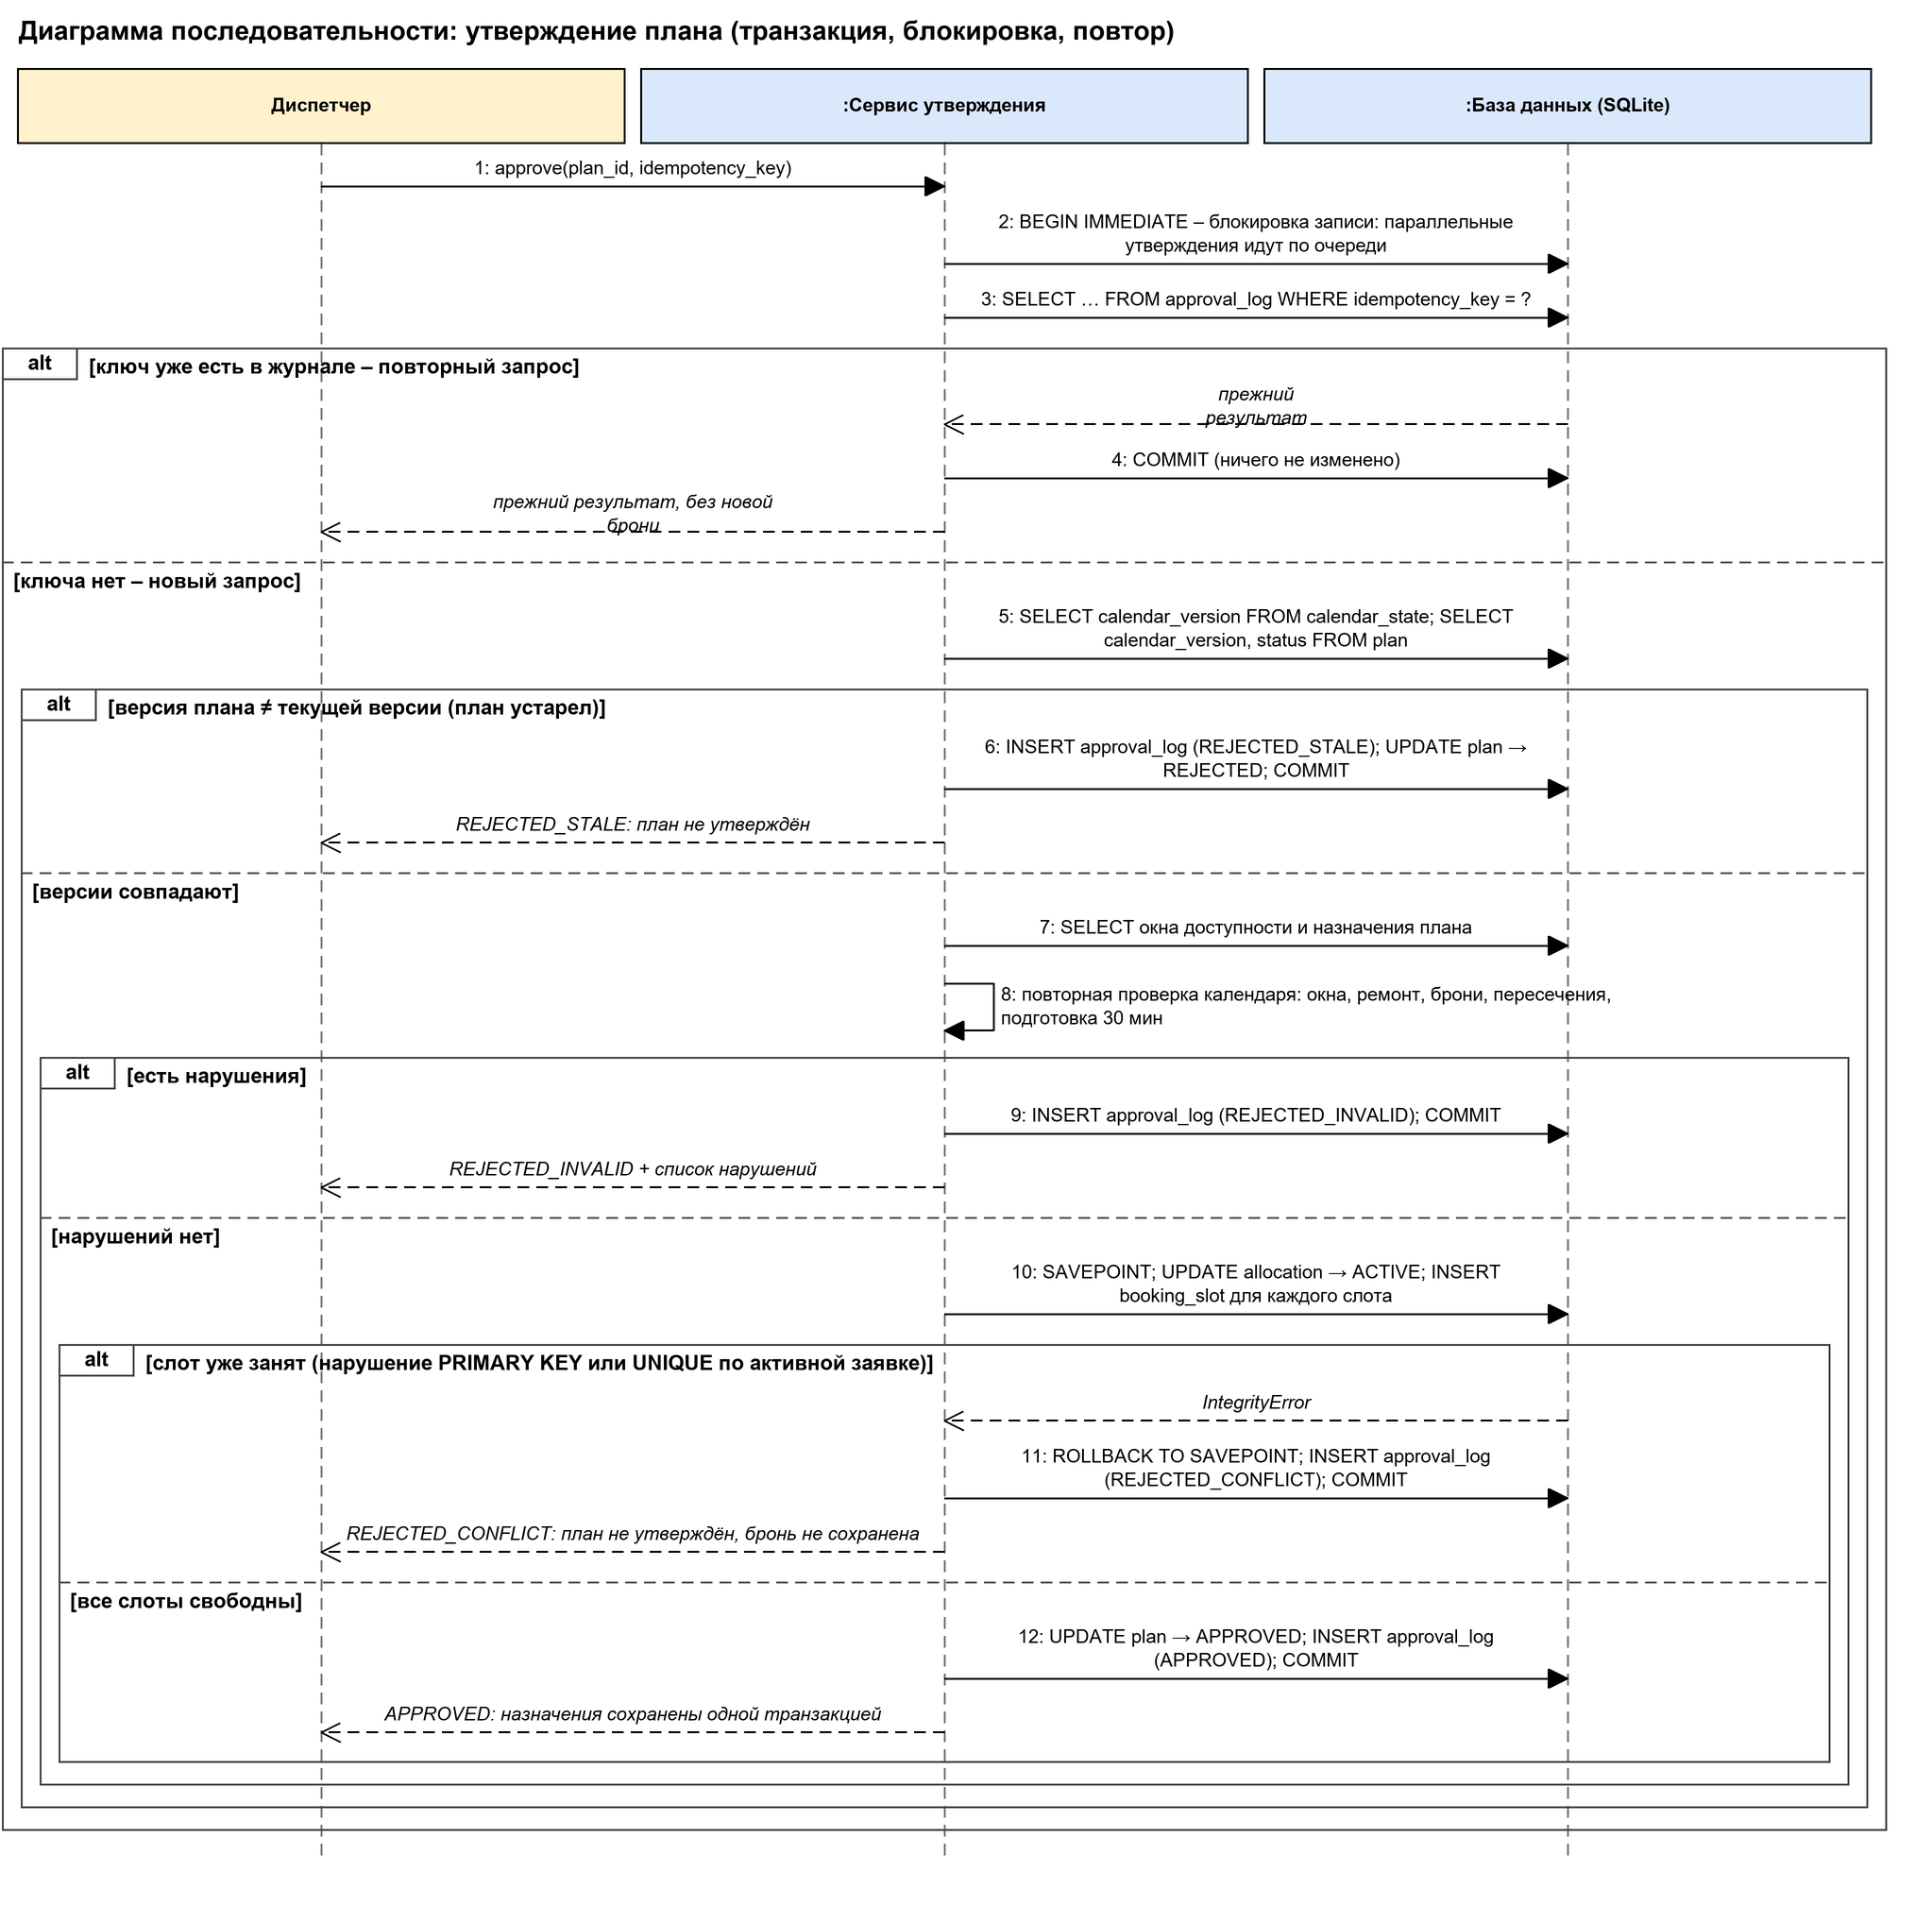 Диаграмма последовательности: утверждение плана (транзакция, блокировка, повтор)
Диспетчер
:Сервис утверждения
:База данных (SQLite)
1: approve(plan_id, idempotency_key)
2: BEGIN IMMEDIATE – блокировка записи: параллельные
утверждения идут по очереди
3: SELECT … FROM approval_log WHERE idempotency_key = ?
alt
[ключ уже есть в журнале – повторный запрос]
прежний
результат
4: COMMIT (ничего не изменено)
прежний результат, без новой
брони
[ключа нет – новый запрос]
5: SELECT calendar_version FROM calendar_state; SELECT
calendar_version, status FROM plan
alt
[версия плана ≠ текущей версии (план устарел)]
6: INSERT approval_log (REJECTED_STALE); UPDATE plan →
REJECTED; COMMIT
REJECTED_STALE: план не утверждён
[версии совпадают]
7: SELECT окна доступности и назначения плана
8: повторная проверка календаря: окна, ремонт, брони, пересечения,
подготовка 30 мин
alt
[есть нарушения]
9: INSERT approval_log (REJECTED_INVALID); COMMIT
REJECTED_INVALID + список нарушений
[нарушений нет]
10: SAVEPOINT; UPDATE allocation → ACTIVE; INSERT
booking_slot для каждого слота
alt
[слот уже занят (нарушение PRIMARY KEY или UNIQUE по активной заявке)]
IntegrityError
11: ROLLBACK TO SAVEPOINT; INSERT approval_log
(REJECTED_CONFLICT); COMMIT
REJECTED_CONFLICT: план не утверждён, бронь не сохранена
[все слоты свободны]
12: UPDATE plan → APPROVED; INSERT approval_log
(APPROVED); COMMIT
APPROVED: назначения сохранены одной транзакцией